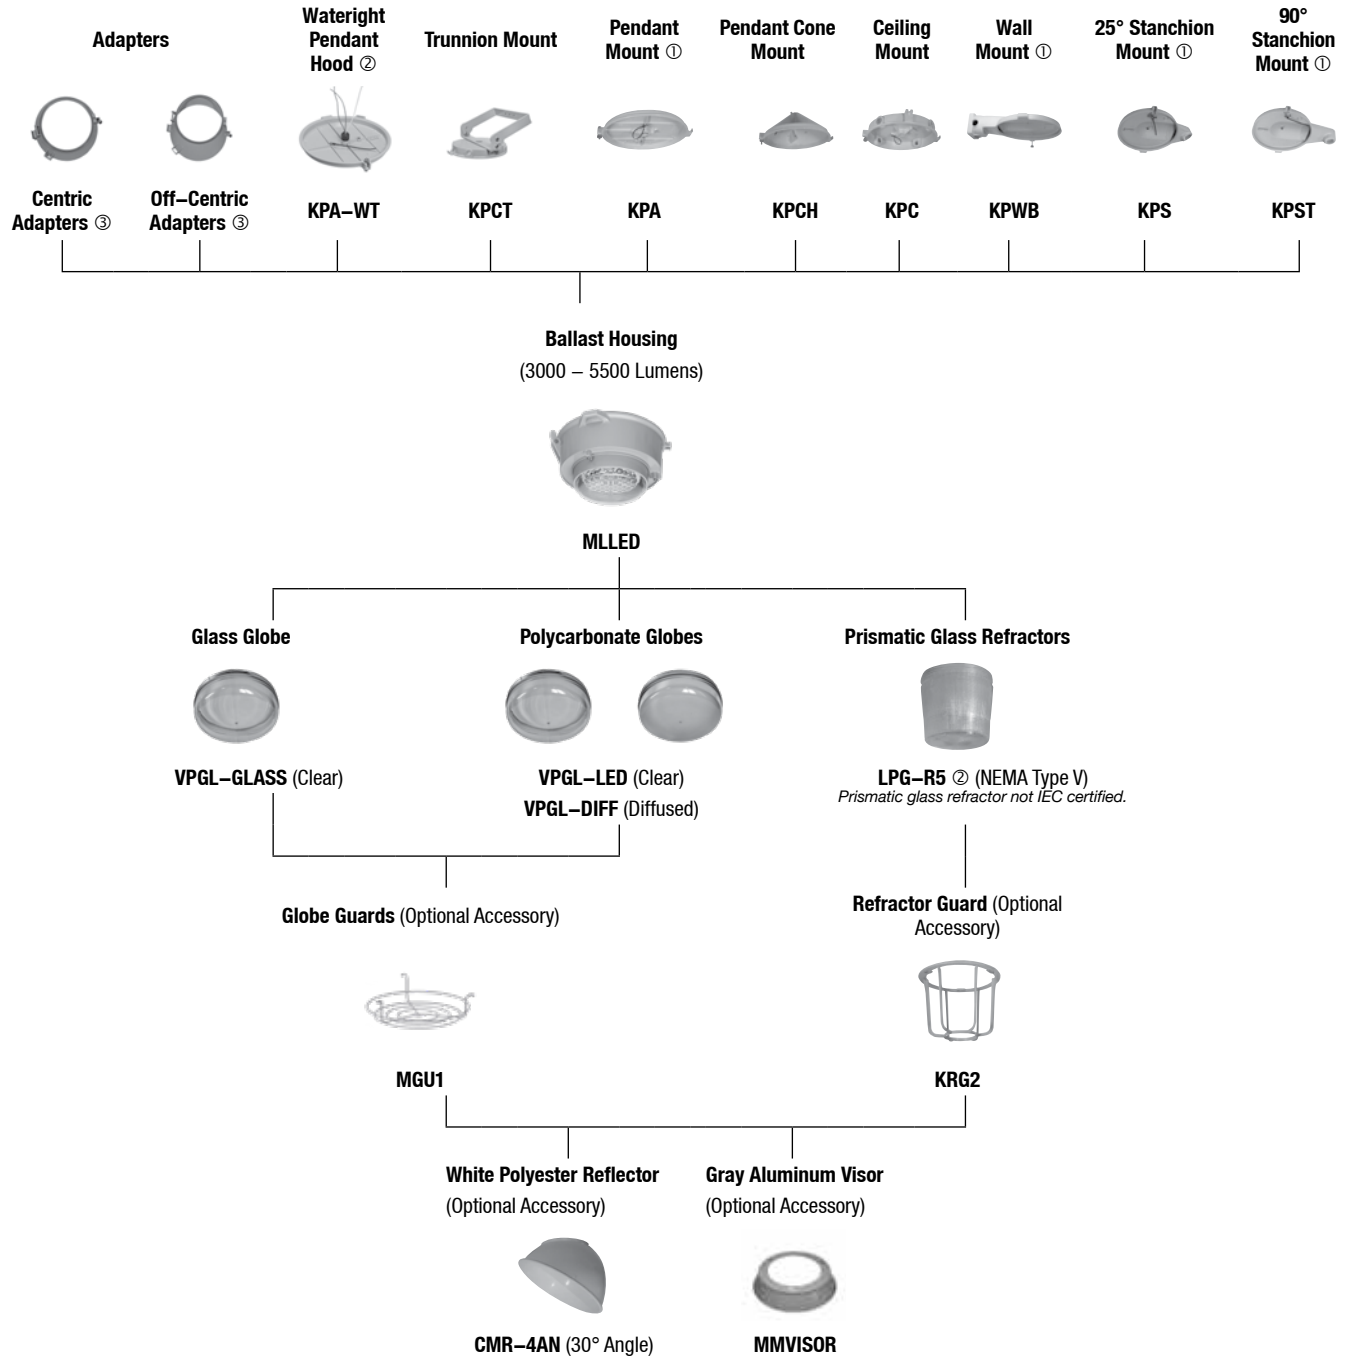 Adapters
Wateright
Pendant
Hood ②
Trunnion Mount
Pendant
Mount ①
Pendant Cone
Mount
Ceiling
Mount
Wall
Mount ①
25° Stanchion
Mount ①
90°
Stanchion
Mount ①
Centric
Adapters ③
Off–Centric
Adapters ③
KPA–WT
KPCT
KPA
KPCH
KPC
KPWB
KPS
KPST
Ballast Housing
(3000 – 5500 Lumens)
MLLED
Glass Globe
Polycarbonate Globes
Prismatic Glass Refractors
VPGL–GLASS (Clear)
VPGL–LED (Clear)
VPGL–DIFF (Diffused)
LPG–R5 ② (NEMA Type V)
Prismatic glass refractor not IEC certified.
Globe Guards (Optional Accessory)
Refractor Guard (Optional
Accessory)
MGU1
KRG2
White Polyester Reflector
(Optional Accessory)
Gray Aluminum Visor
(Optional Accessory)
CMR–4AN (30° Angle)
MMVISOR